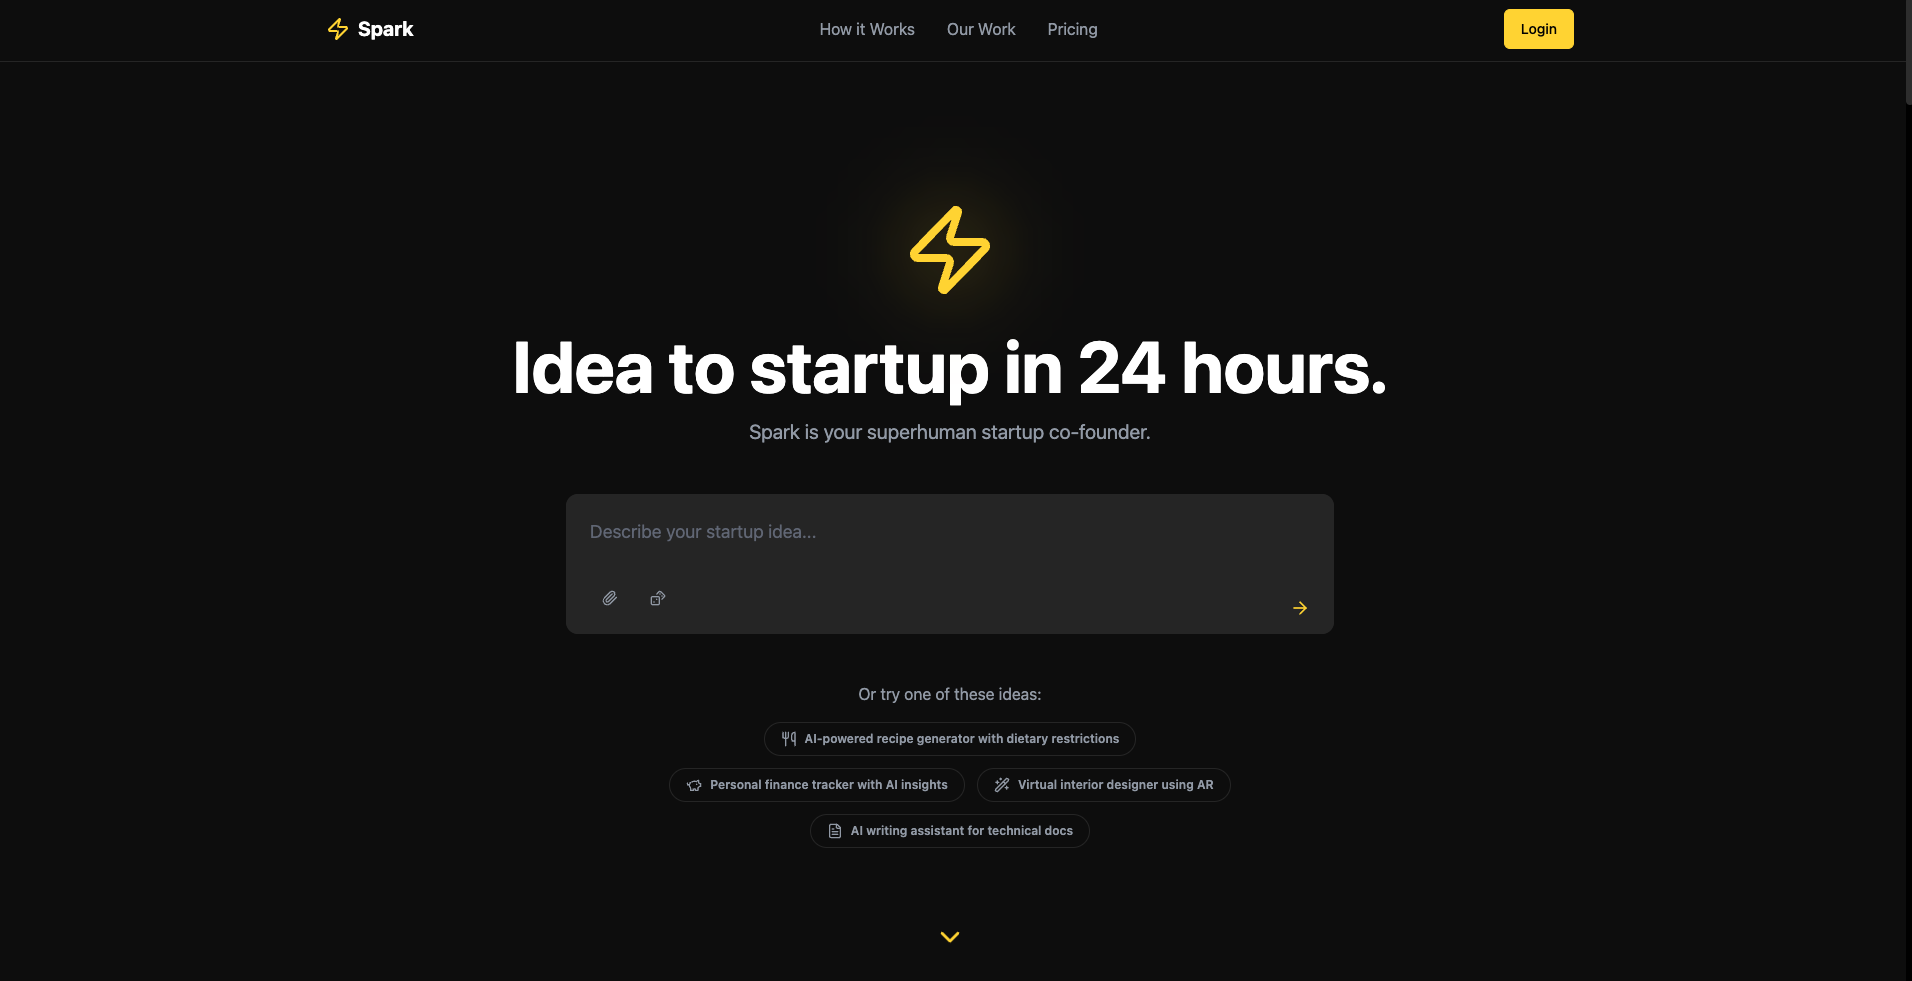 Spark
How it Works
Our Work
Pricing
Login
Idea to startup in 24 hours.
Spark is your superhuman startup co-founder.
Describe your startup idea...
Or try one of these ideas:
AI-powered recipe generator with dietary restrictions
Personal finance tracker with AI insights
Virtual interior designer using AR
AI writing assistant for technical docs